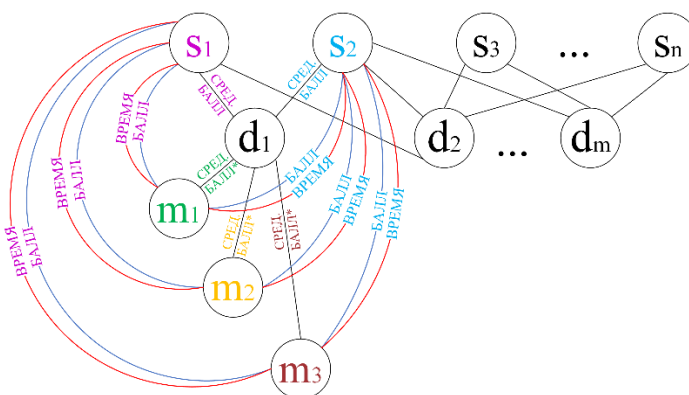 s1
s2
s3
...
sn
СРЕД.
БАЛЛ
СРЕД.
БАЛЛ
d1
d2
...
dm
ВРЕМЯ
БАЛЛ
СРЕД.
БАЛЛ*
БАЛЛ
ВРЕМЯ
m1
ВРЕМЯ
БАЛЛ
СРЕД.
БАЛЛ*
БАЛЛ
ВРЕМЯ
m2
ВРЕМЯ
БАЛЛ
СРЕД.
БАЛЛ*
БАЛЛ
ВРЕМЯ
m3